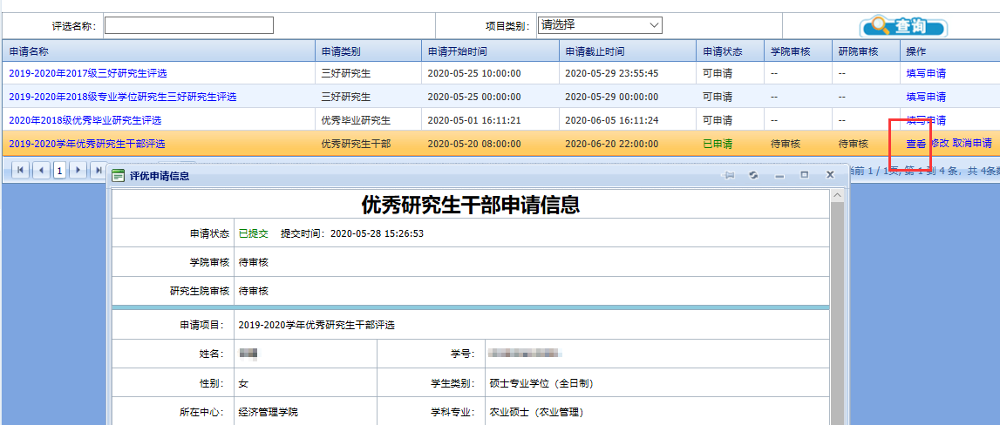 评选名称： 项目类别： 请选择 查询
申请名称 申请类别 申请开始时间 申请截止时间 申请状态 学院审核 研院审核 操作
2019-2020年2017级三好研究生评选 三好研究生 2020-05-25 10:00:00 2020-05-29 23:55:45 可申请 -- -- 填写申请
2019-2020年2018级专业学位研究生三好研究生评选 三好研究生 2020-05-25 00:00:00 2020-05-29 00:00:00 可申请 -- -- 填写申请
2020年2018级优秀毕业研究生评选 优秀毕业研究生 2020-05-01 16:11:21 2020-06-05 16:11:24 可申请 -- -- 填写申请
2019-2020学年优秀研究生干部评选 优秀研究生干部 2020-05-20 08:00:00 2020-06-20 22:00:00 已申请 待审核 待审核 查看 修改 取消申请
1 当前 1 / 1页, 第 1 到 4 条, 共 4条
评优申请信息
优秀研究生干部申请信息
申请状态 已提交 提交时间：2020-05-28 15:26:53
学院审核 待审核
研究生院审核 待审核
申请项目： 2019-2020学年优秀研究生干部评选
姓名： 学号：
性别： 女 学生类别： 硕士专业学位（全日制）
所在中心： 经济管理学院 学科专业： 农业硕士（农业管理）